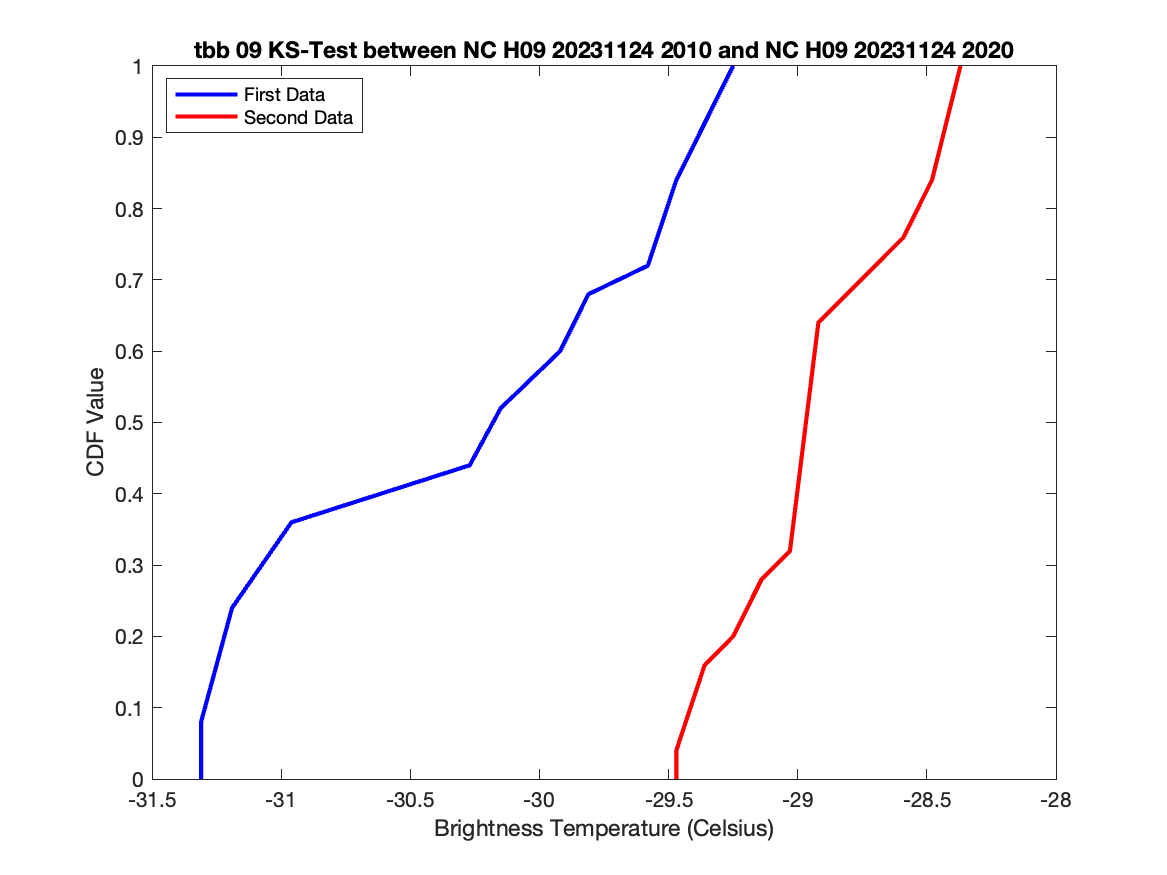 tbb 09 KS-Test between NC H09 20231124 2010 and NC H09 20231124 2020
First Data
Second Data
1
0.9
0.8
0.7
0.6
0.5
0.4
0.3
0.2
0.1
0
CDF Value
-31.5 -31 -30.5 -30 -29.5 -29 -28.5 -28
Brightness Temperature (Celsius)